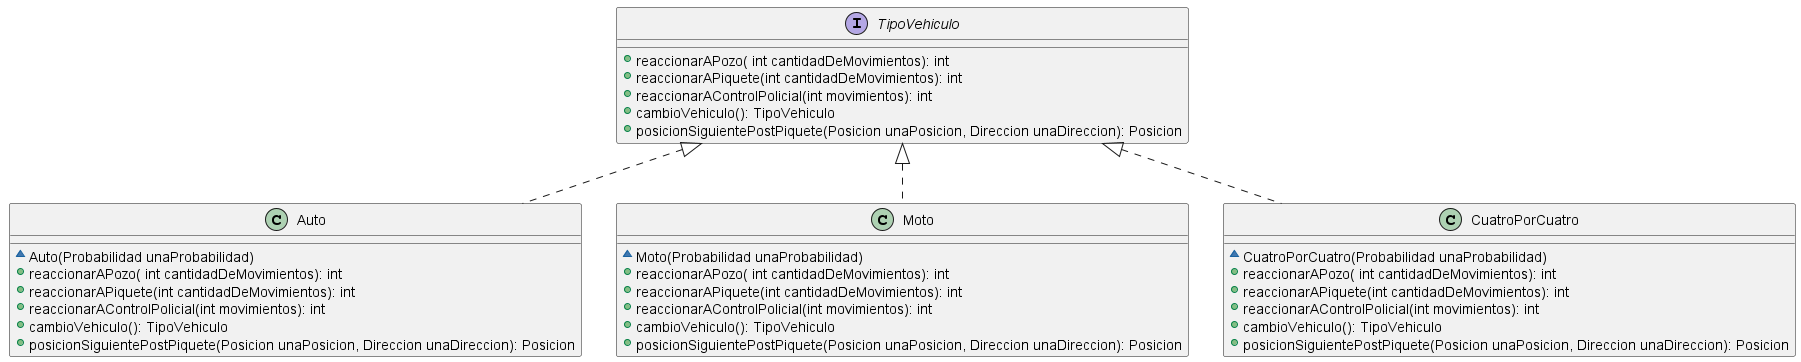 I TipoVehiculo
reaccionarAPozo( int cantidadDeMovimientos): int
reaccionarAPiquete(int cantidadDeMovimientos): int
reaccionarAControlPolicial(int movimientos): int
cambioVehiculo(): TipoVehiculo
posicionSiguientePostPiquete(Posicion unaPosicion, Direccion unaDireccion): Posicion
C Auto
Auto(Probabilidad unaProbabilidad)
reaccionarAPozo( int cantidadDeMovimientos): int
reaccionarAPiquete(int cantidadDeMovimientos): int
reaccionarAControlPolicial(int movimientos): int
cambioVehiculo(): TipoVehiculo
posicionSiguientePostPiquete(Posicion unaPosicion, Direccion unaDireccion): Posicion
C Moto
Moto(Probabilidad unaProbabilidad)
reaccionarAPozo( int cantidadDeMovimientos): int
reaccionarAPiquete(int cantidadDeMovimientos): int
reaccionarAControlPolicial(int movimientos): int
cambioVehiculo(): TipoVehiculo
posicionSiguientePostPiquete(Posicion unaPosicion, Direccion unaDireccion): Posicion
C CuatroPorCuatro
CuatroPorCuatro(Probabilidad unaProbabilidad)
reaccionarAPozo( int cantidadDeMovimientos): int
reaccionarAPiquete(int cantidadDeMovimientos): int
reaccionarAControlPolicial(int movimientos): int
cambioVehiculo(): TipoVehiculo
posicionSiguientePostPiquete(Posicion unaPosicion, Direccion unaDireccion): Posicion